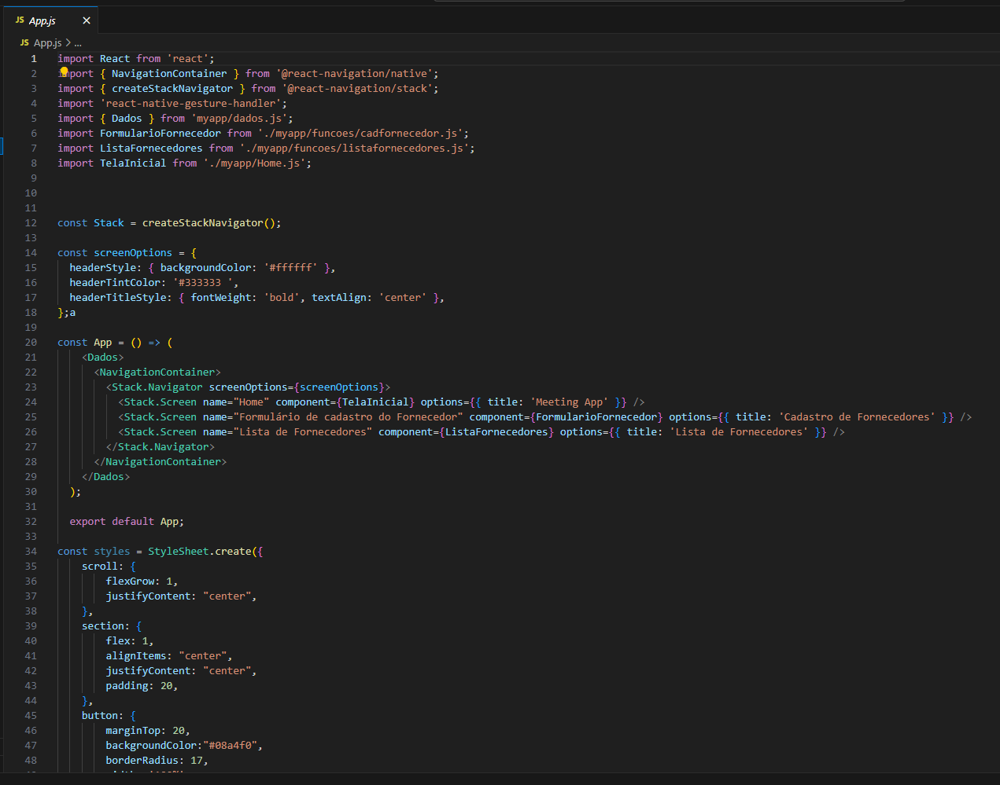 JS App.js ×
JS App.js > ...
1 import React from 'react';
2 import { NavigationContainer } from '@react-navigation/native';
3 import { createStackNavigator } from '@react-navigation/stack';
4 import 'react-native-gesture-handler';
5 import { Dados } from 'myapp/dados.js';
6 import FormularioFornecedor from './myapp/funcoes/cadfornecedor.js';
7 import ListaFornecedores from './myapp/funcoes/listafornecedores.js';
8 import TelaInicial from './myapp/Home.js';
9
10
11
12 const Stack = createStackNavigator();
13
14 const screenOptions = {
15   headerStyle: { backgroundColor: '#ffffff' },
16   headerTintColor: '#333333 ',
17   headerTitleStyle: { fontWeight: 'bold', textAlign: 'center' },
18 };a
19
20 const App = () => (
21     <Dados>
22       <NavigationContainer>
23         <Stack.Navigator screenOptions={screenOptions}>
24           <Stack.Screen name="Home" component={TelaInicial} options={{ title: 'Meeting App' }} />
25           <Stack.Screen name="Formulário de cadastro do Fornecedor" component={FormularioFornecedor} options={{ title: 'Cadastro de Fornecedores' }} />
26           <Stack.Screen name="Lista de Fornecedores" component={ListaFornecedores} options={{ title: 'Lista de Fornecedores' }} />
27         </Stack.Navigator>
28       </NavigationContainer>
29     </Dados>
30   );
31
32   export default App;
33
34 const styles = StyleSheet.create({
35     scroll: {
36         flexGrow: 1,
37         justifyContent: "center",
38     },
39     section: {
40         flex: 1,
41         alignItems: "center",
42         justifyContent: "center",
43         padding: 20,
44     },
45     button: {
46         marginTop: 20,
47         backgroundColor:"#08a4f0",
48         borderRadius: 17,